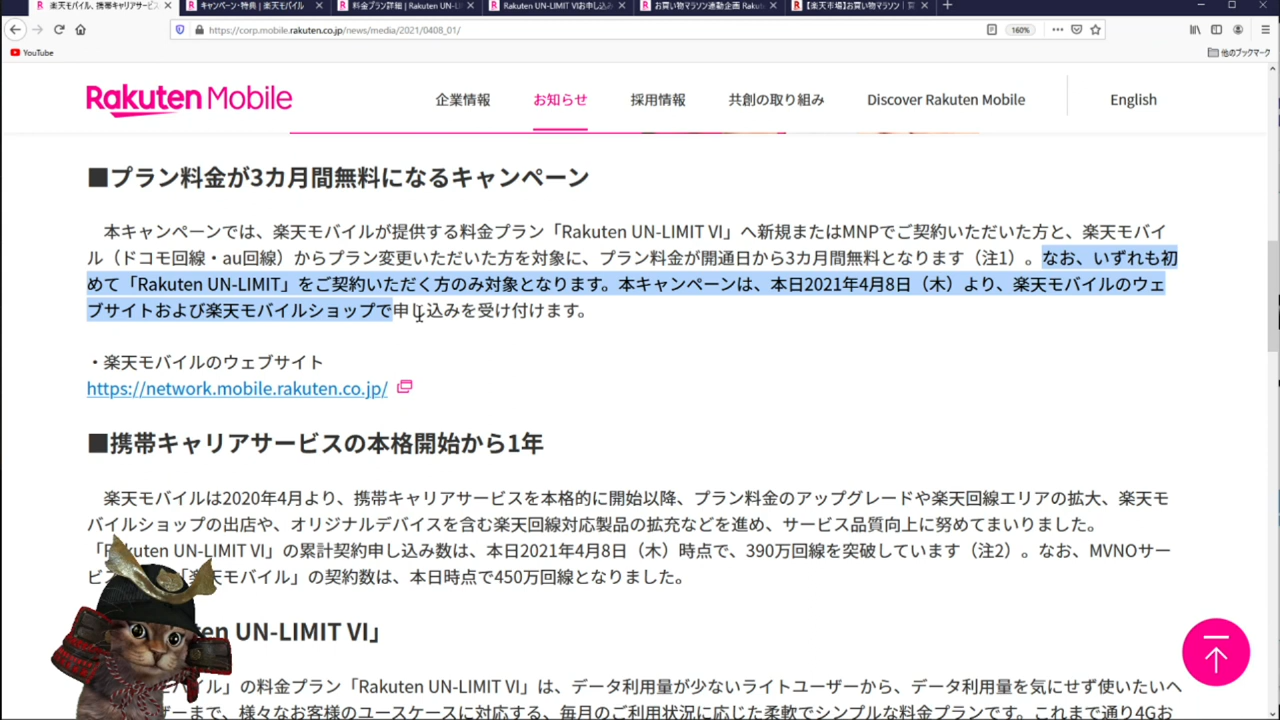 楽天モバイル、携帯キャリアサービス
キャンペーン・特典 | 楽天モバイル
料金プラン詳細 | Rakuten UN-L
Rakuten UN-LIMIT VIお申し込み
お買い物マラソン連動企画 Raku
【楽天市場】お買い物マラソン｜
https://corp.mobile.rakuten.co.jp/news/media/2021/0408_01/
160%
YouTube
他のブックマーク
Rakuten Mobile
企業情報
お知らせ
採用情報
共創の取り組み
Discover Rakuten Mobile
English
■プラン料金が3カ月間無料になるキャンペーン
本キャンペーンでは、楽天モバイルが提供する料金プラン「Rakuten UN-LIMIT VI」へ新規またはMNPでご契約いただいた方と、楽天モバイ
ル（ドコモ回線・au回線）からプラン変更いただいた方を対象に、プラン料金が開通日から3カ月間無料となります（注1）。なお、いずれも初
めて「Rakuten UN-LIMIT」をご契約いただく方のみ対象となります。本キャンペーンは、本日2021年4月8日（木）より、楽天モバイルのウェ
ブサイトおよび楽天モバイルショップで申し込みを受け付けます。
・楽天モバイルのウェブサイト
https://network.mobile.rakuten.co.jp/
■携帯キャリアサービスの本格開始から1年
楽天モバイルは2020年4月より、携帯キャリアサービスを本格的に開始以降、プラン料金のアップグレードや楽天回線エリアの拡大、楽天モ
バイルショップの出店や、オリジナルデバイスを含む楽天回線対応製品の拡充などを進め、サービス品質向上に努めてまいりました。
「Rakuten UN-LIMIT VI」の累計契約申し込み数は、本日2021年4月8日（木）時点で、390万回線を突破しています（注2）。なお、MVNOサー
ビス「楽天モバイル」の契約数は、本日時点で450万回線となりました。
en UN-LIMIT VI」
モバイル」の料金プラン「Rakuten UN-LIMIT VI」は、データ利用量が少ないライトユーザーから、データ利用量を気にせず使いたいヘ
ザーまで、様々なお客様のユースケースに対応する、毎月のご利用状況に応じた柔軟でシンプルな料金プランです。これまで通り4Gお